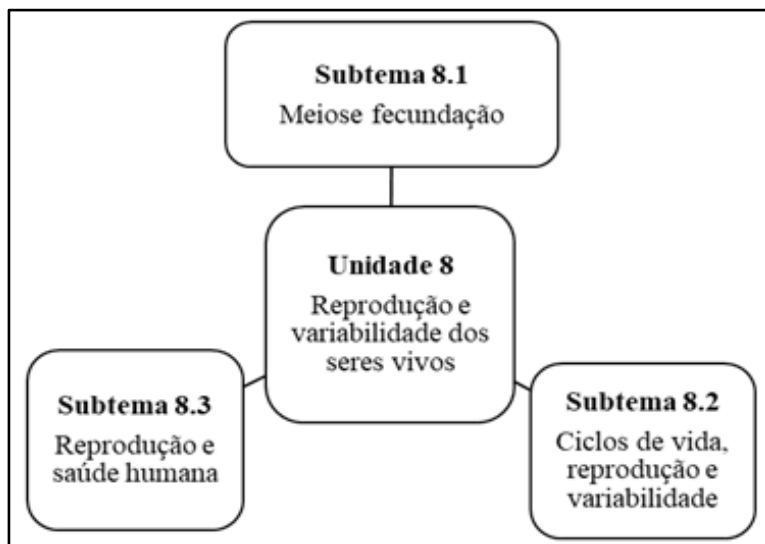 Subtema 8.1
Meiose fecundação
Unidade 8
Reprodução e
variabilidade dos
seres vivos
Subtema 8.3
Reprodução e
saúde humana
Subtema 8.2
Ciclos de vida,
reprodução e
variabilidade